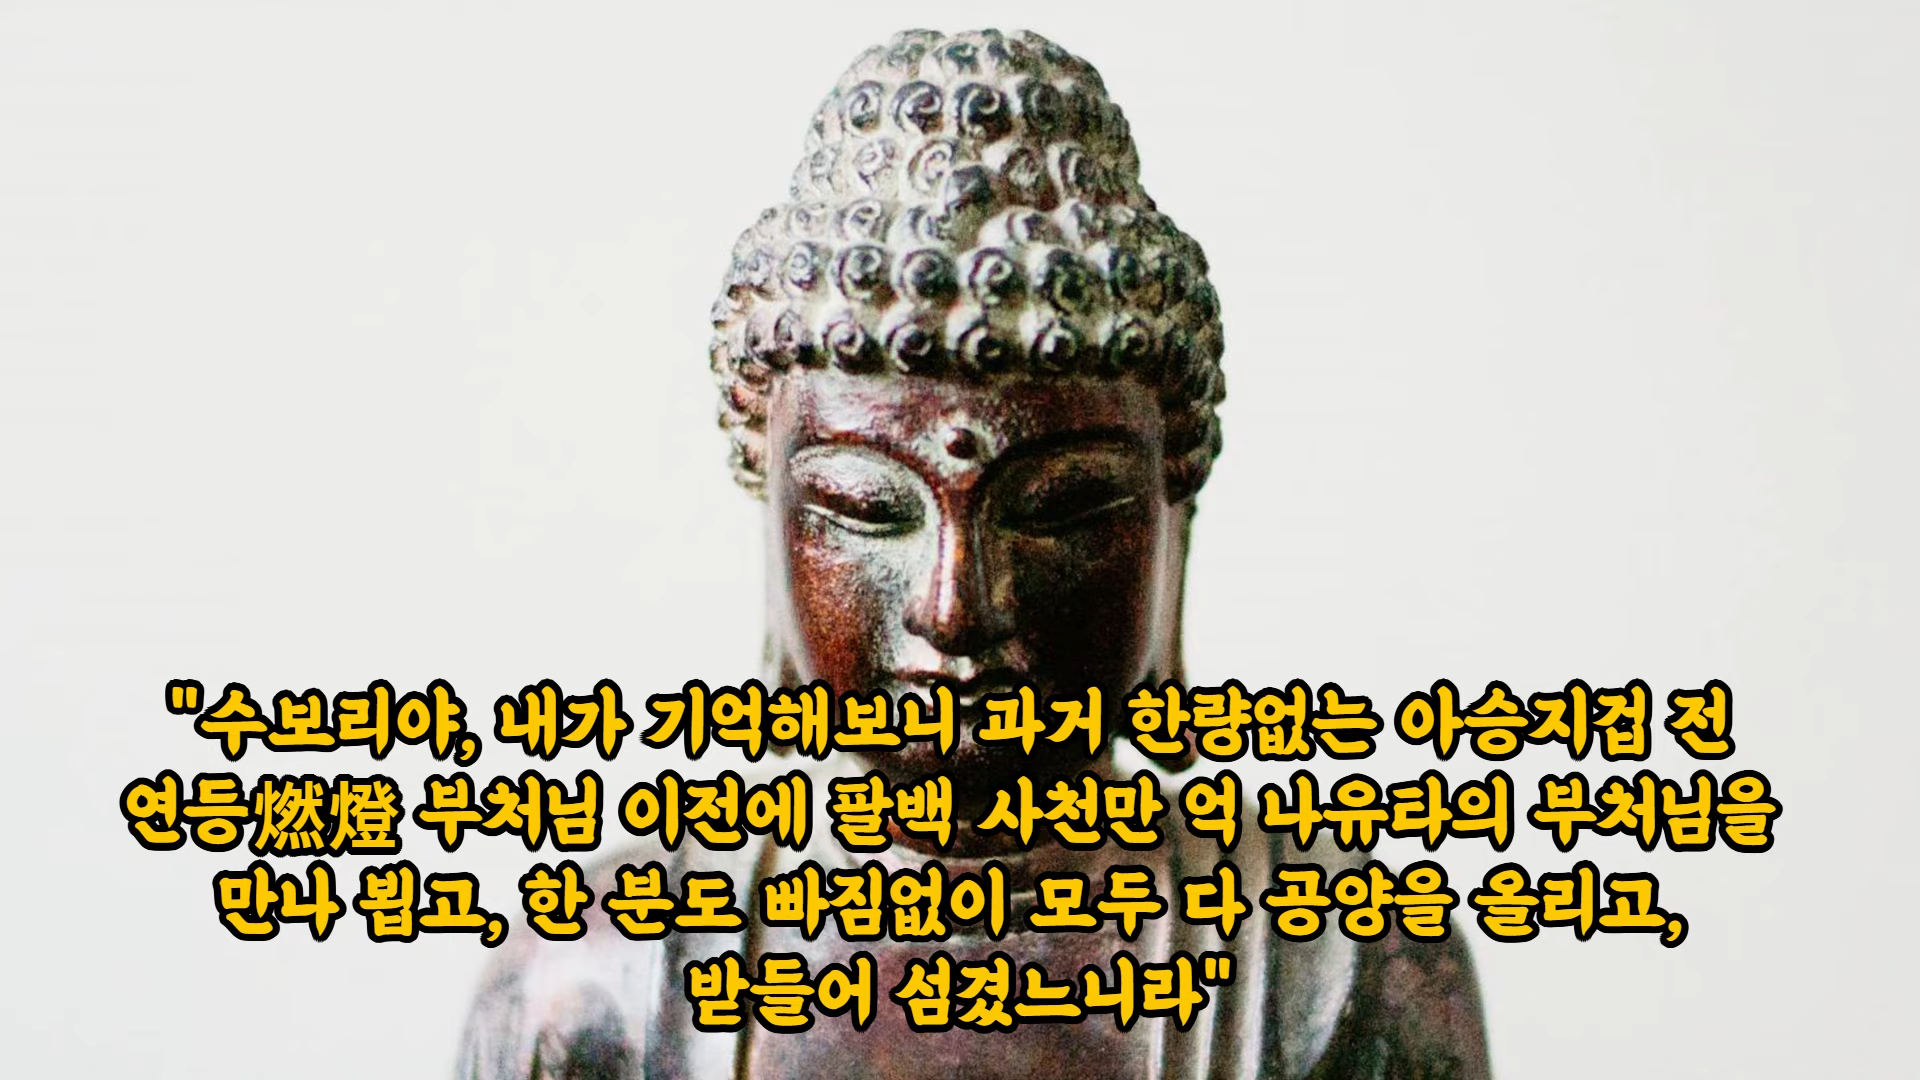 "수보리야, 내가 기억해보니 과거 한량없는 아승지겁 전
연등燃燈 부처님 이전에 팔백 사천만 억 나유타의 부처님을
만나 뵙고, 한 분도 빠짐없이 모두 다 공양을 올리고,
받들어 섬겼느니라"